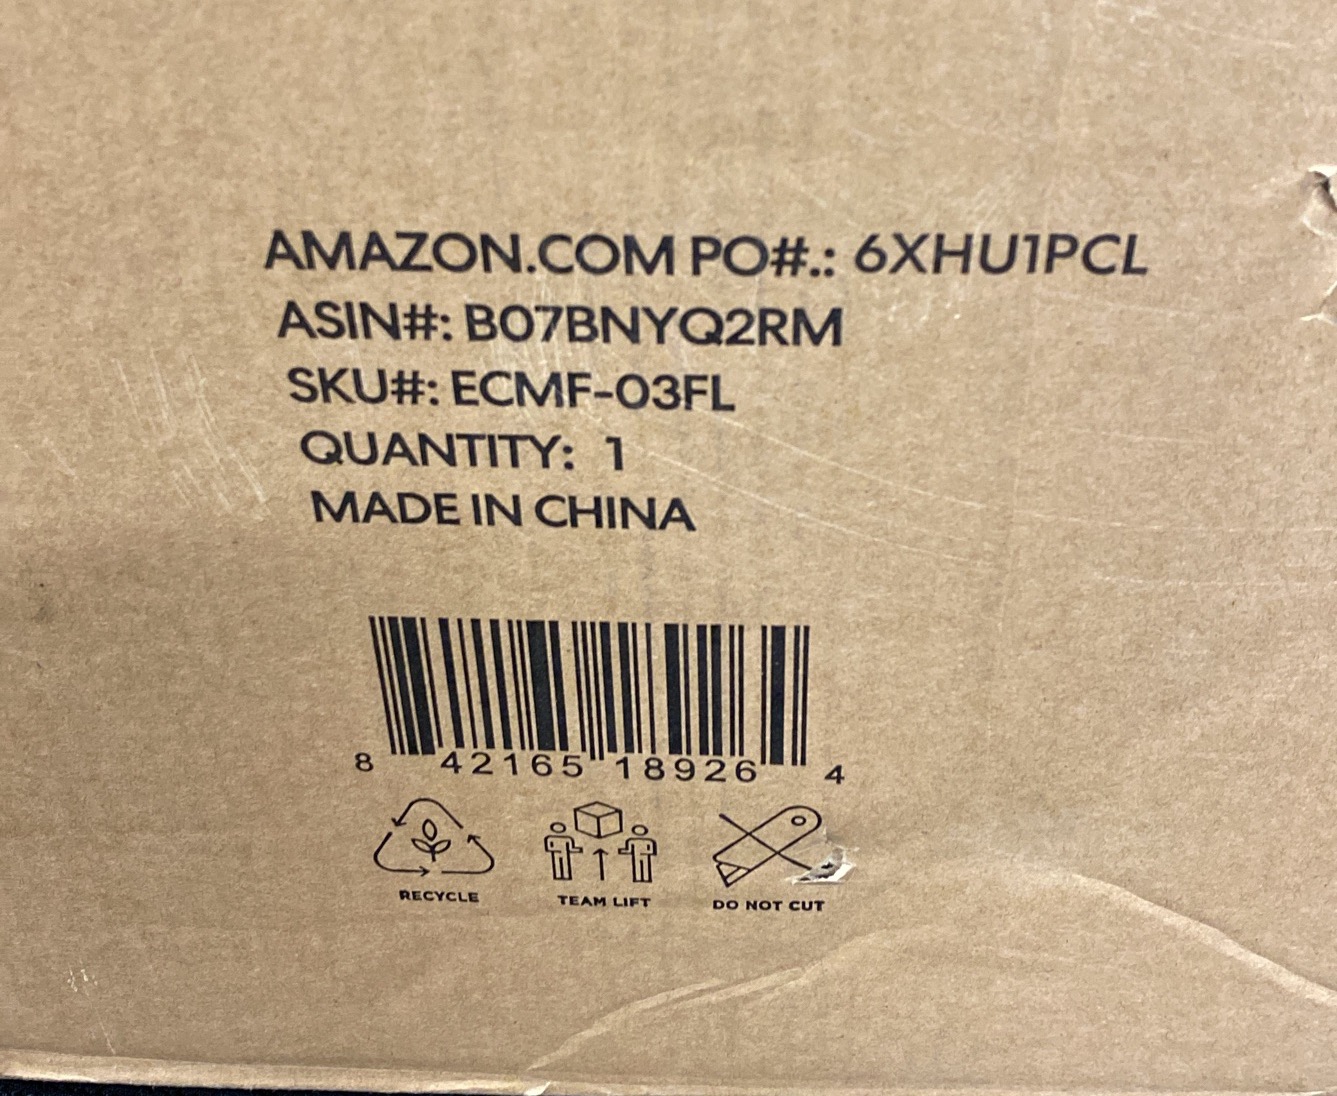 AMAZON.COM PO#.: 6XHU1PCL
ASIN#: B07BNYQ2RM
SKU#: ECMF-03FL
QUANTITY: 1
MADE IN CHINA
8 42165 18926 4
RECYCLE
TEAM LIFT
DO NOT CUT